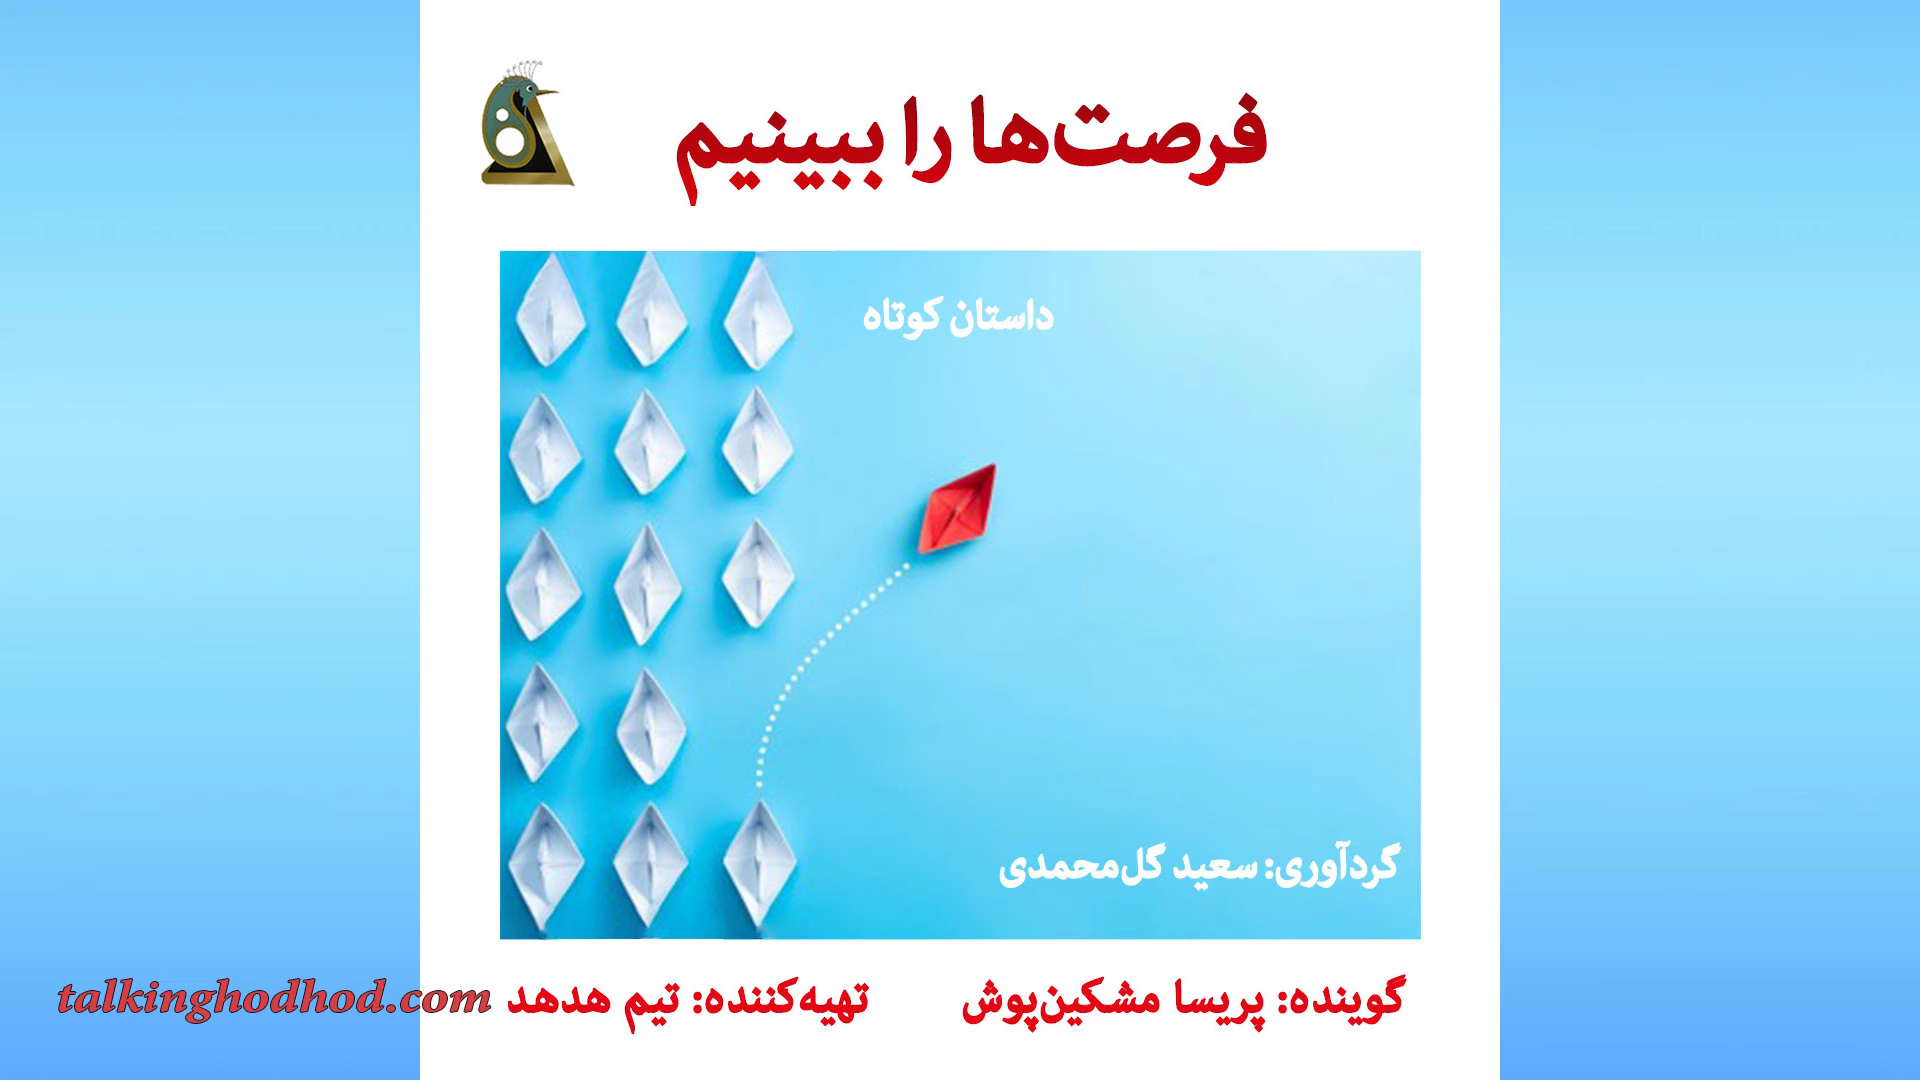 فرصت‌ها را ببینیم
داستان کوتاه
گردآوری: سعید گل‌محمدی
گوینده: پریسا مشکین‌پوش
تهیه‌کننده: تیم هدهد
talkinghodhod.com